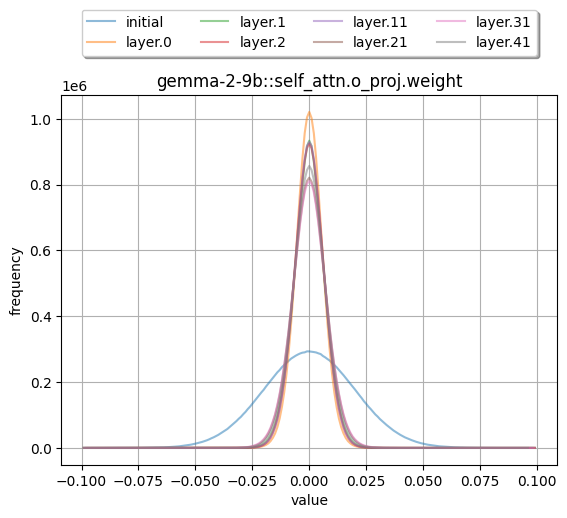 initial layer.1 layer.11 layer.31
layer.0 layer.2 layer.21 layer.41
gemma-2-9b::self_attn.o_proj.weight
1e6
1.0
0.8
0.6
0.4
0.2
0.0
frequency
−0.100 −0.075 −0.050 −0.025 0.000 0.025 0.050 0.075 0.100
value